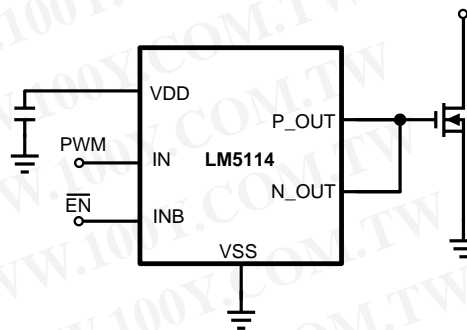 VDD
P_OUT
PWM
IN
LM5114
EN
INB
N_OUT
VSS
WWW.100Y.COM.TW